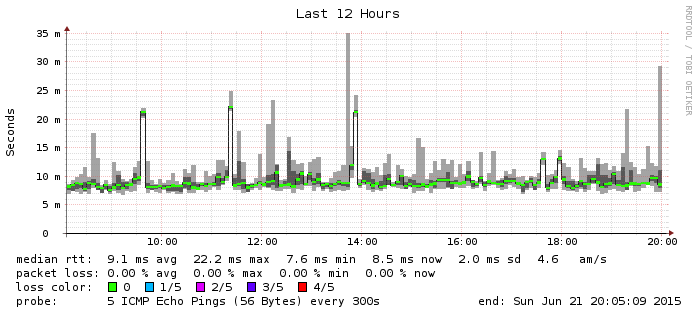 Last 12 Hours
RRDTOOL / TOBI OETIKER
Seconds
35 m
30 m
25 m
20 m
15 m
10 m
5 m
0
10:00 12:00 14:00 16:00 18:00 20:00
median rtt: 9.1 ms avg 22.2 ms max 7.6 ms min 8.5 ms now 2.0 ms sd 4.6 am/s
packet loss: 0.00 % avg 0.00 % max 0.00 % min 0.00 % now
loss color: 0 1/5 2/5 3/5 4/5
probe: 5 ICMP Echo Pings (56 Bytes) every 300s end: Sun Jun 21 20:05:09 2015